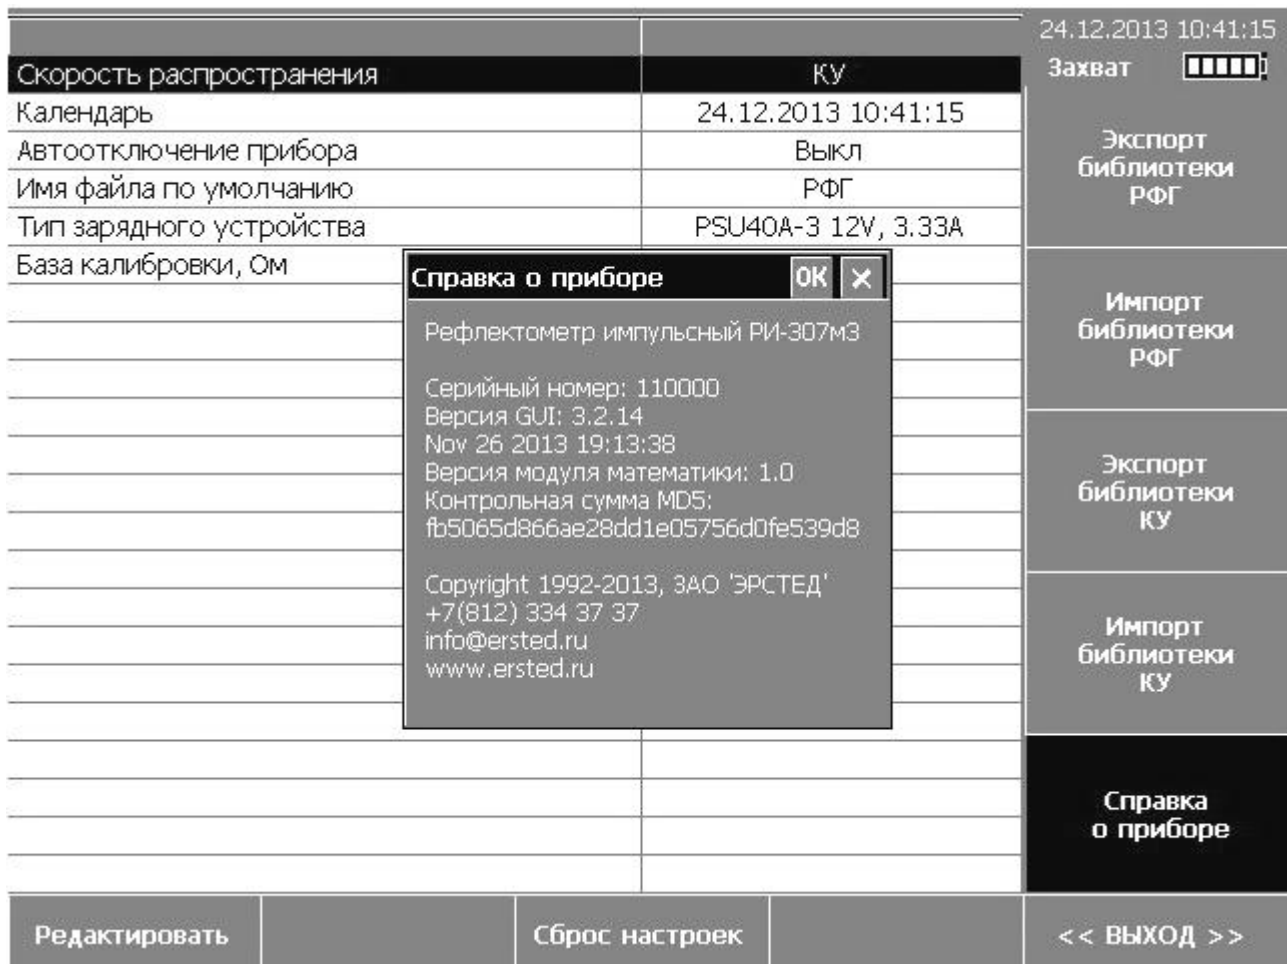 24.12.2013 10:41:15
Захват
Скорость распространения КУ
Календарь 24.12.2013 10:41:15
Автоотключение прибора Выкл
Имя файла по умолчанию РФГ
Тип зарядного устройства PSU40A-3 12V, 3.33A
База калибровки, Ом
Справка о приборе OK
Рефлектометр импульсный РИ-307м3
Серийный номер: 110000
Версия GUI: 3.2.14
Nov 26 2013 19:13:38
Версия модуля математики: 1.0
Контрольная сумма MD5:
fb5065d866ae28dd1e05756d0fe539d8
Copyright 1992-2013, ЗАО 'ЭРСТЕД'
+7(812) 334 37 37
info@ersted.ru
www.ersted.ru
Экспорт
библиотеки
РФГ
Импорт
библиотеки
РФГ
Экспорт
библиотеки
КУ
Импорт
библиотеки
КУ
Справка
о приборе
Редактировать
Сброс настроек
<< ВЫХОД >>